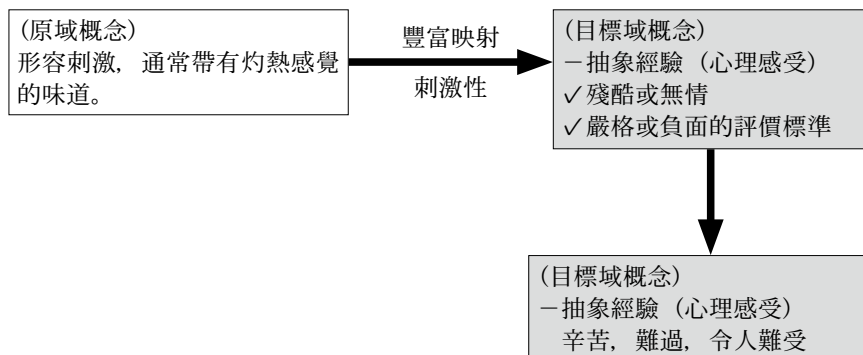 (原域概念)
形容刺激，通常帶有灼熱感覺
的味道。
豐富映射
刺激性
(目標域概念)
－抽象經驗（心理感受）
✓殘酷或無情
✓嚴格或負面的評價標準
(目標域概念)
－抽象經驗（心理感受）
辛苦，難過，令人難受